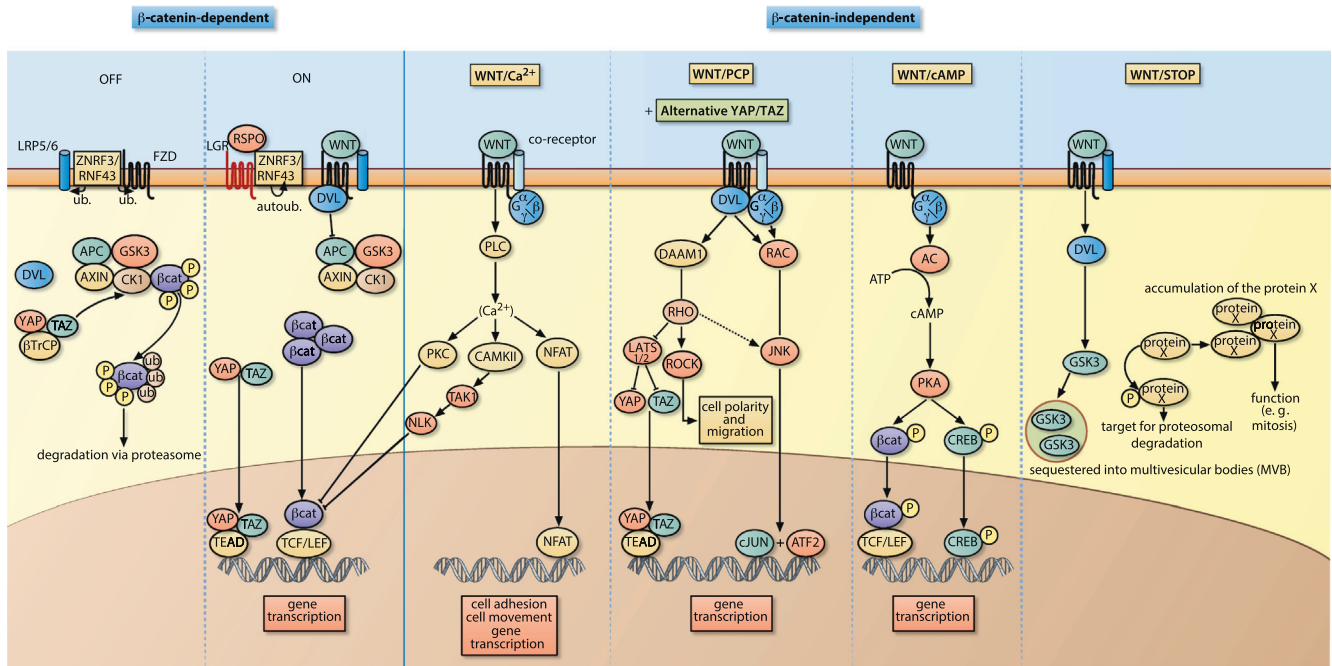 β-catenin-dependent
β-catenin-independent
OFF
LRP5/6
ZNRF3/
RNF43
FZD
ub.
ub.
APC
GSK3
AXIN
CK1
βcat
P
P
P
DVL
YAP
TAZ
βTrCP
P
P
P
βcat
ub
ub
ub
degradation via proteasome
ON
LGR
RSPO
ZNRF3/
RNF43
autoub.
WNT
DVL
APC
GSK3
AXIN
CK1
βcat
βcat
βcat
YAP
TAZ
YAP
TAZ
TEAD
βcat
TCF/LEF
gene
transcription
WNT/Ca2+
WNT
co-receptor
G
α
β
γ
PLC
(Ca2+)
PKC
CAMKII
NFAT
TAK1
NLK
NFAT
cell adhesion
cell movement
gene
transcription
WNT/PCP
+ Alternative YAP/TAZ
WNT
DVL
G
α
β
γ
DAAM1
RAC
RHO
LATS
1/2
ROCK
JNK
YAP
TAZ
cell polarity
and
migration
YAP
TAZ
TEAD
cJUN + ATF2
gene
transcription
WNT/cAMP
WNT
G
α
β
γ
AC
ATP
cAMP
PKA
βcat
P
CREB
P
βcat
P
TCF/LEF
CREB
P
gene
transcription
WNT/STOP
WNT
DVL
GSK3
GSK3
GSK3
sequestered into multivesicular bodies (MVB)
accumulation of the protein X
protein
X
protein
X
protein
X
protein
X
P
protein
X
target for proteosomal
degradation
function
(e. g.
mitosis)